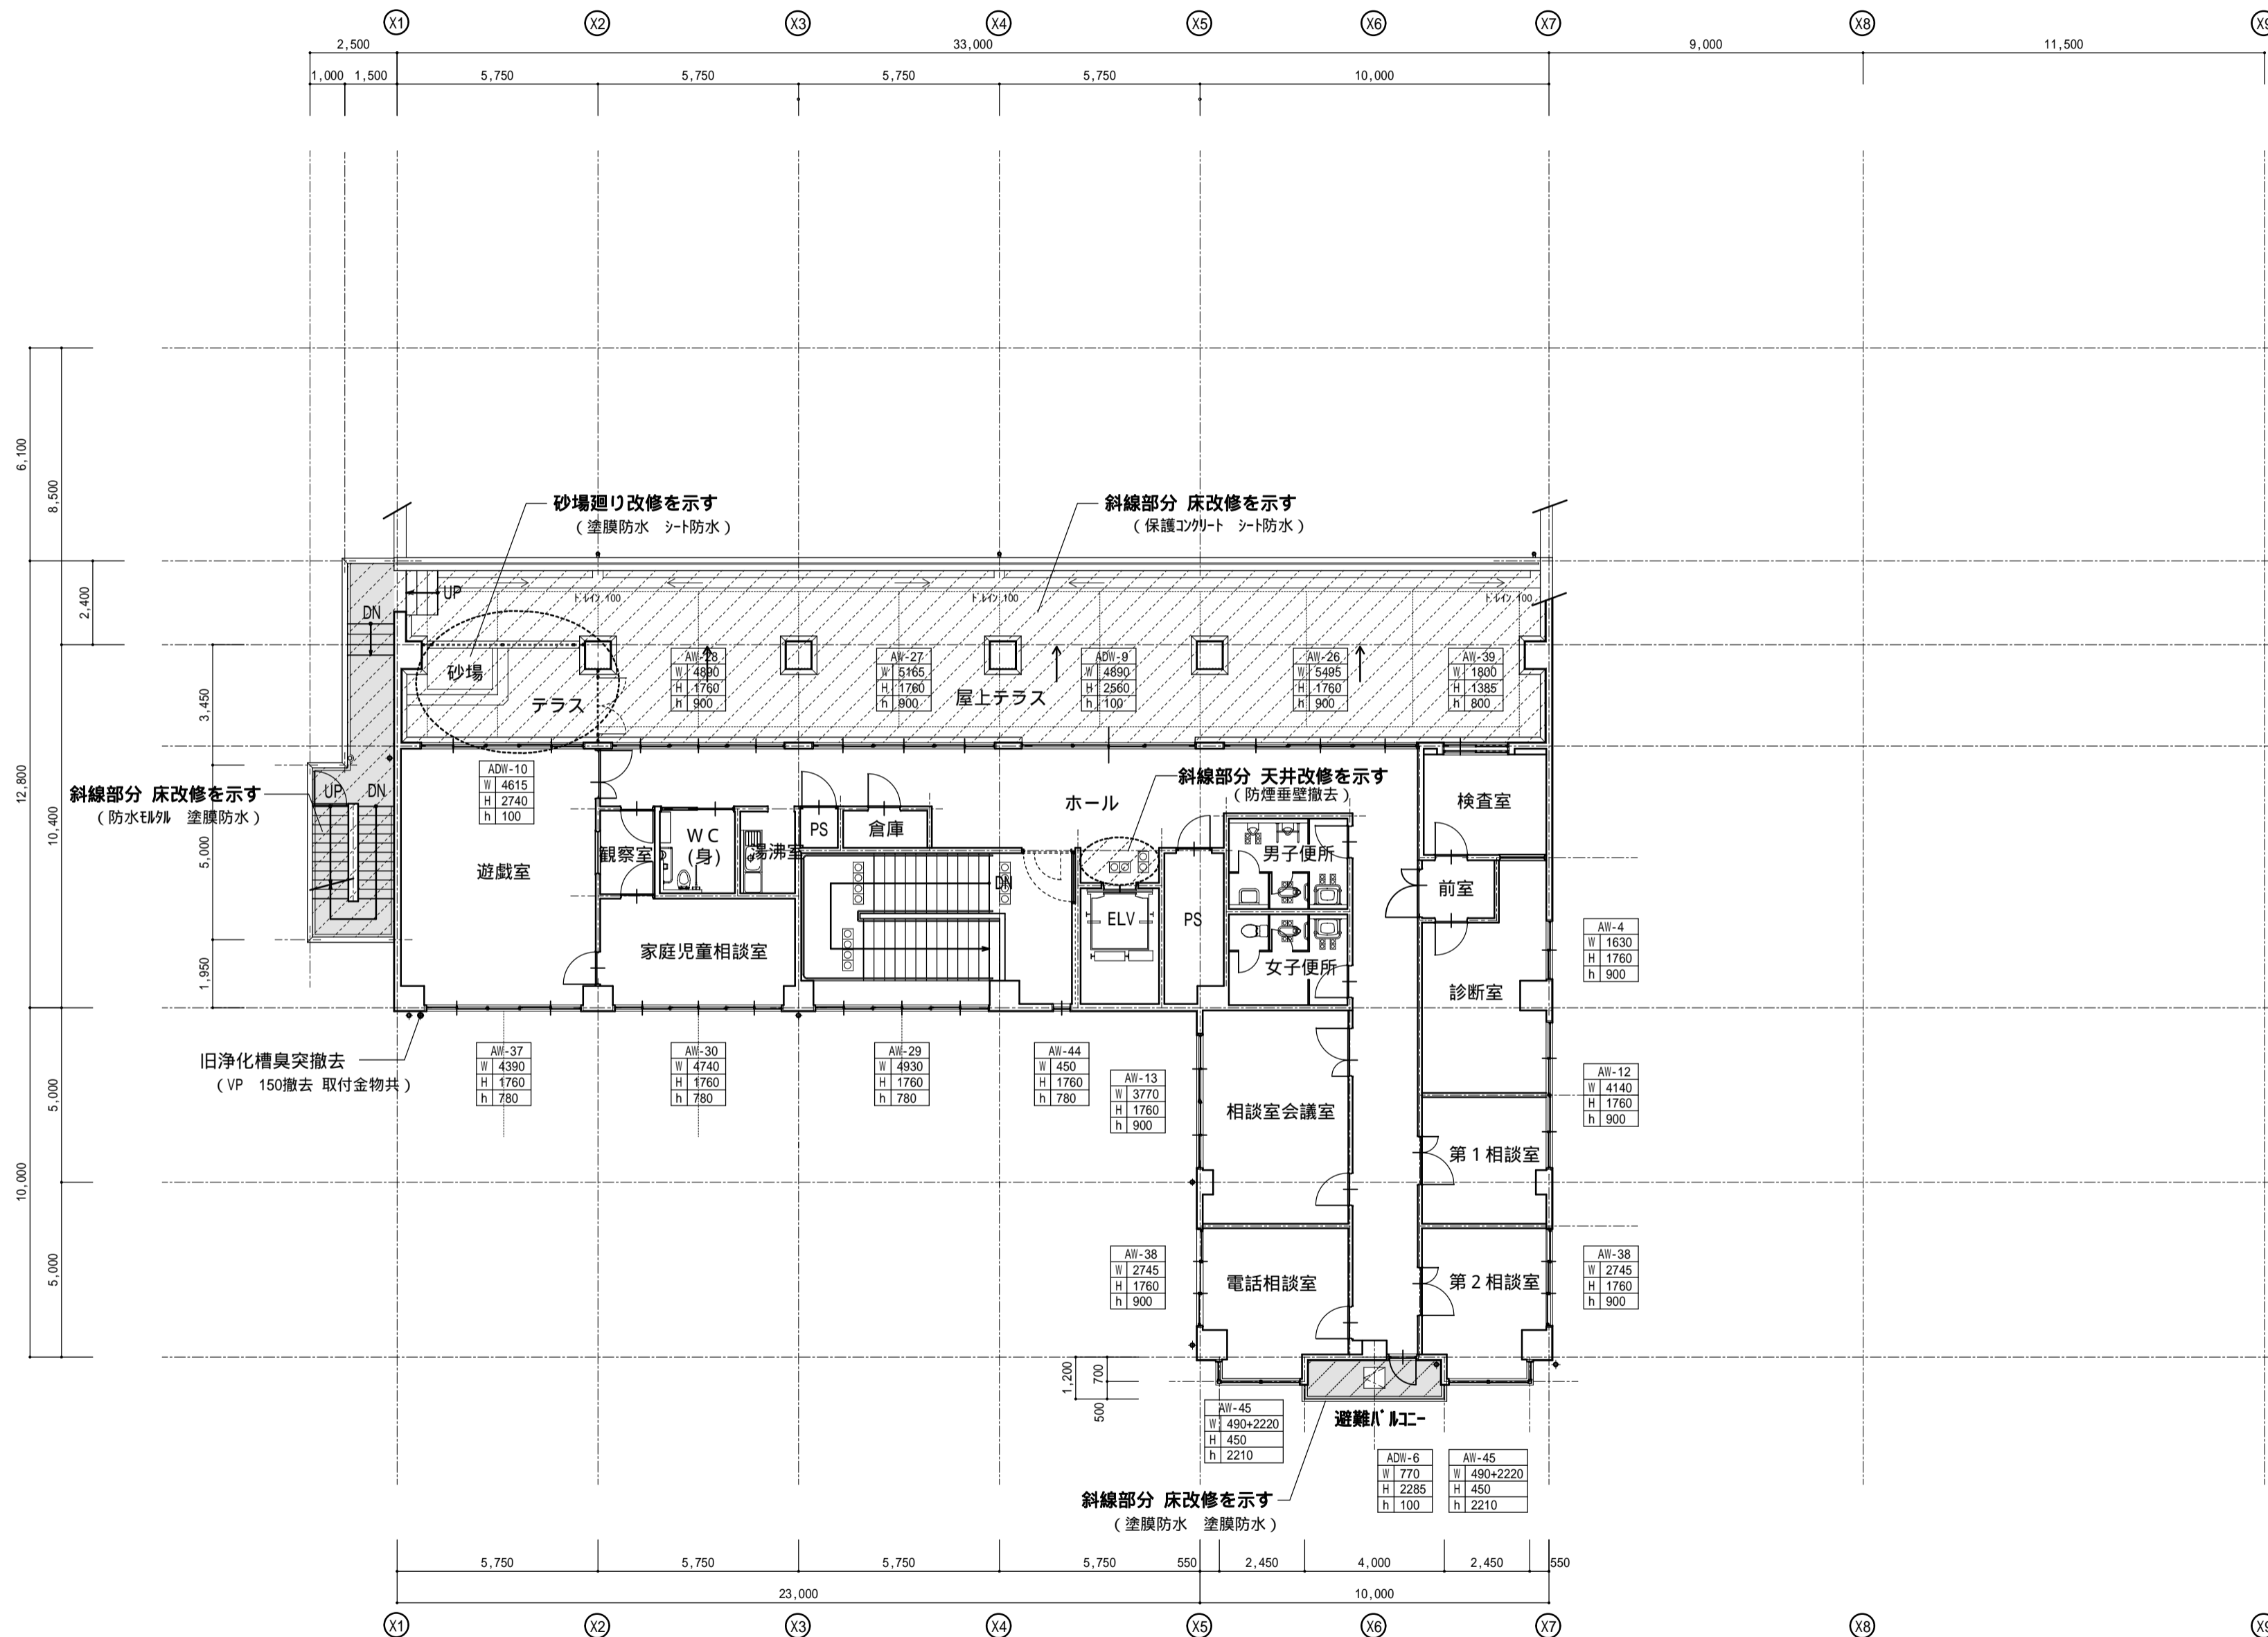 X1 X2 X3 X4 X5 X6 X7 X8 X9
2,500 33,000 9,000 11,500
1,000 1,500 5,750 5,750 5,750 5,750 10,000
6,100
8,500
2,400
3,450
12,800
10,400
5,000
1,950
10,000
5,000
5,000
砂場廻り改修を示す
(塗膜防水 シート防水)
斜線部分 床改修を示す
(保護コンクリート シート防水)
UP
DN
ドレイン 100
ドレイン 100
ドレイン 100
砂場
テラス
屋上テラス
AW-28
W 4890
H 1760
h 900
AW-27
W 5165
H 1760
h 900
ADW-9
W 4890
H 2560
h 100
AW-26
W 5495
H 1760
h 900
AW-39
W 1800
H 1385
h 800
斜線部分 床改修を示す
(防水モルタル 塗膜防水)
UP DN
ADW-10
W 4615
H 2740
h 100
斜線部分 天井改修を示す
(防煙垂壁撤去)
ホール
検査室
PS
倉庫
WC
(身)
湯沸室
観察室
遊戯室
男子便所
前室
DN
ELV
PS
家庭児童相談室
女子便所
診断室
AW-4
W 1630
H 1760
h 900
旧浄化槽臭突撤去
(VP 150撤去 取付金物共)
AW-37
W 4390
H 1760
h 780
AW-30
W 4740
H 1760
h 780
AW-29
W 4930
H 1760
h 780
AW-44
W 450
H 1760
h 780
AW-13
W 3770
H 1760
h 900
AW-12
W 4140
H 1760
h 900
相談室会議室
第1相談室
AW-38
W 2745
H 1760
h 900
電話相談室
第2相談室
AW-38
W 2745
H 1760
h 900
1,200
700
500
AW-45
W 490+2220
H 450
h 2210
避難バルコニー
ADW-6
W 770
H 2285
h 100
AW-45
W 490+2220
H 450
h 2210
斜線部分 床改修を示す
(塗膜防水 塗膜防水)
5,750 5,750 5,750 5,750 550 2,450 4,000 2,450 550
23,000 10,000
X1 X2 X3 X4 X5 X6 X7 X8 X9